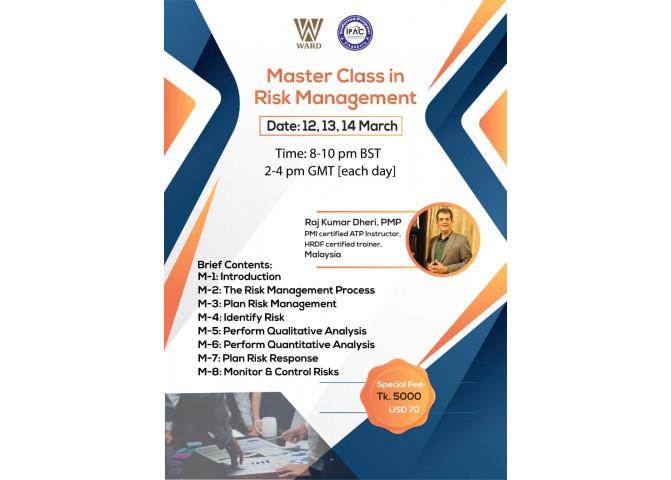 WARD
IPAC
Master Class in
Risk Management
Date: 12, 13, 14 March
Time: 8-10 pm BST
2-4 pm GMT [each day]
Raj Kumar Dheri, PMP
PMI certified ATP Instructor,
HRDF certified trainer,
Malaysia
Brief Contents:
M-1: Introduction
M-2: The Risk Management Process
M-3: Plan Risk Management
M-4: Identify Risk
M-5: Perform Qualitative Analysis
M-6: Perform Quantitative Analysis
M-7: Plan Risk Response
M-8: Monitor & Control Risks
Special Fee:
Tk. 5000
USD 70